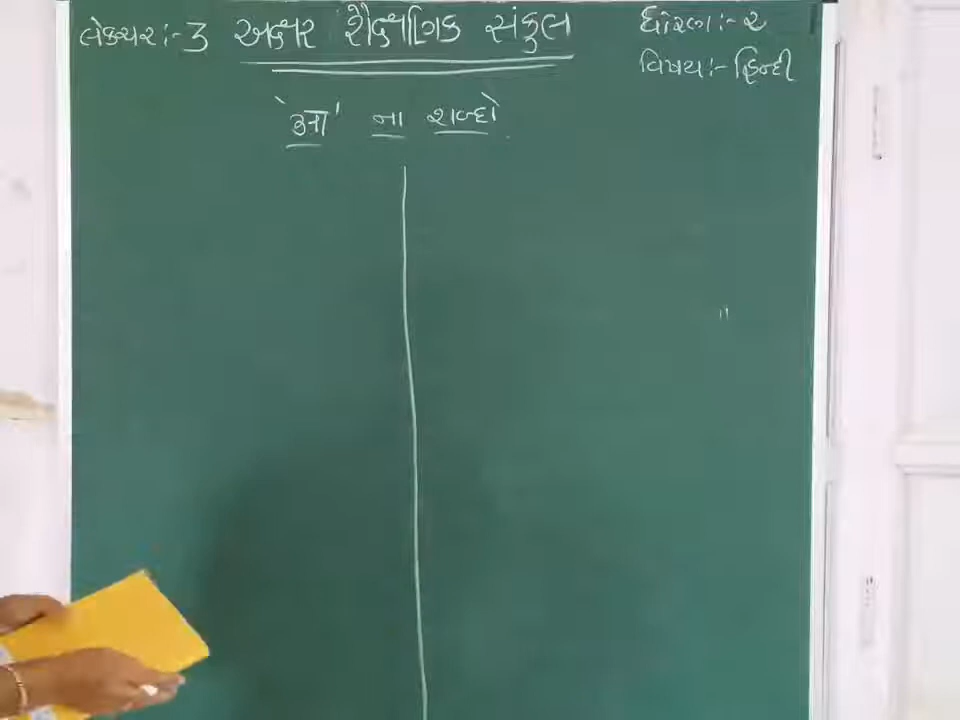 લેક્ચર:-3 અક્ષર શૈક્ષણિક સંકુલ ધોરણ:- ૨
વિષય:- હિન્દી
'अ' ના શબ્દો.